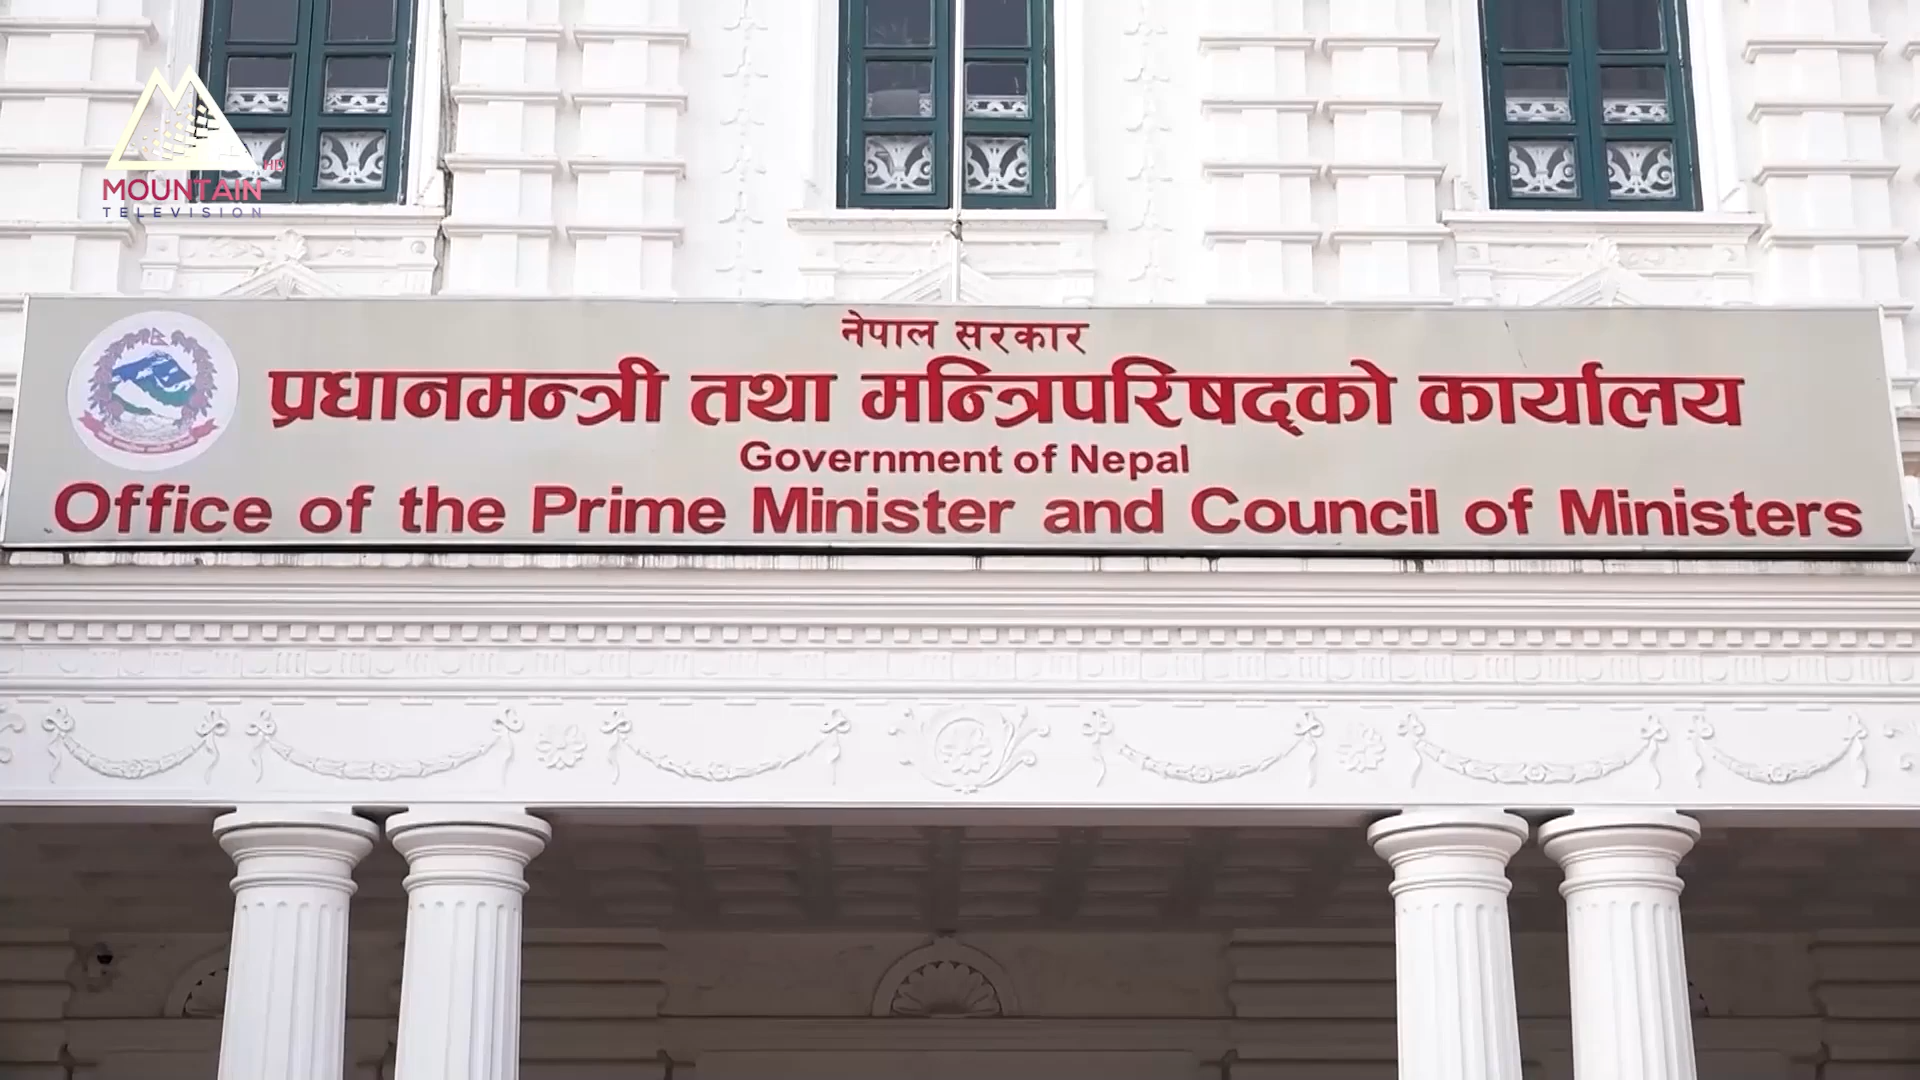 MOUNTAIN HD
TELEVISION
नेपाल सरकार
प्रधानमन्त्री तथा मन्त्रिपरिषद्को कार्यालय
Government of Nepal
Office of the Prime Minister and Council of Ministers